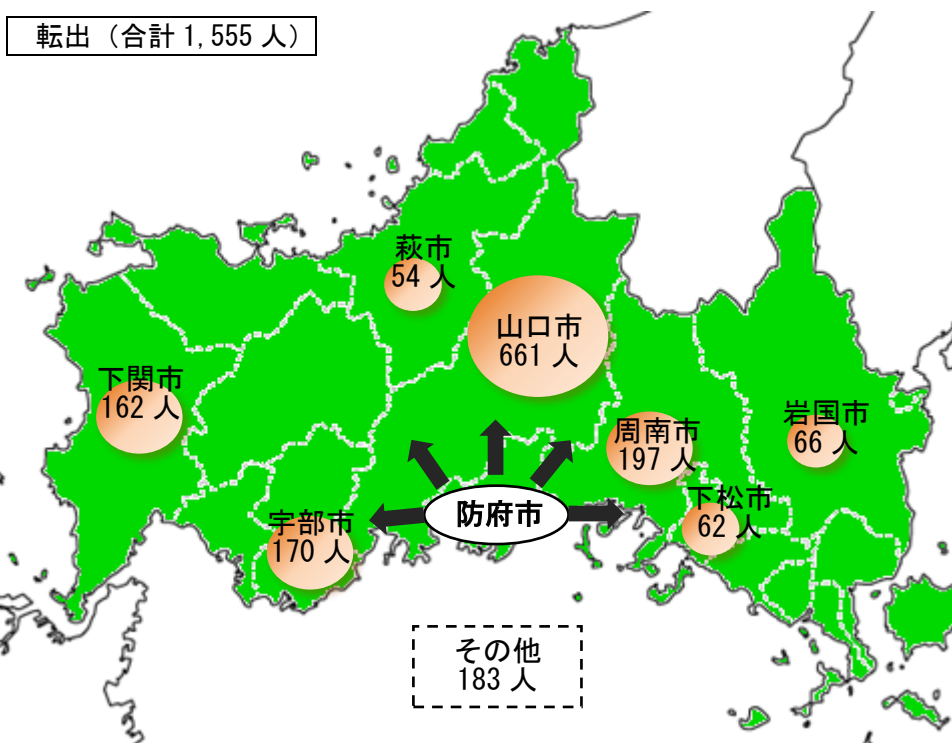 転出（合計 1,555 人）
萩市
54 人
山口市
661 人
下関市
162 人
岩国市
66 人
周南市
197 人
下松市
62 人
防府市
宇部市
170 人
その他
183 人